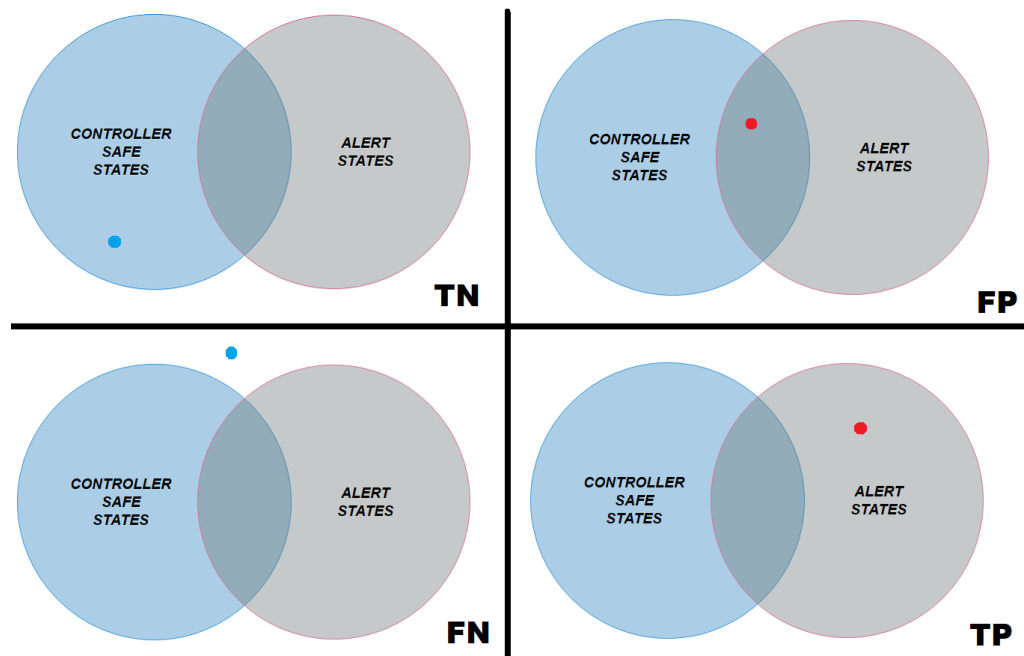 CONTROLLER
SAFE
STATES
ALERT
STATES
TN
CONTROLLER
SAFE
STATES
ALERT
STATES
FP
CONTROLLER
SAFE
STATES
ALERT
STATES
FN
CONTROLLER
SAFE
STATES
ALERT
STATES
TP